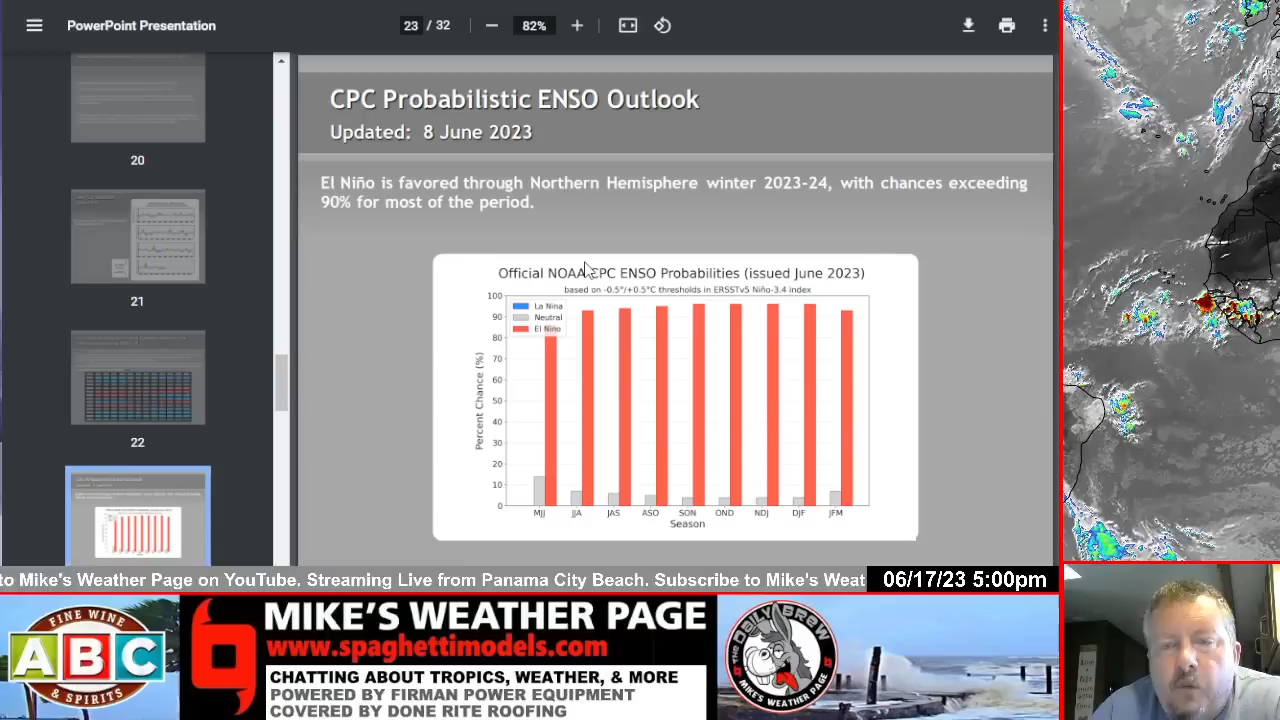 PowerPoint Presentation
23 / 32
82%
20
21
22
CPC Probabilistic ENSO Outlook
Updated: 8 June 2023
El Niño is favored through Northern Hemisphere winter 2023-24, with chances exceeding
90% for most of the period.
Official NOAA/CPC ENSO Probabilities (issued June 2023)
based on -0.5°/+0.5°C thresholds in ERSSTv5 Niño-3.4 index
La Nina
Neutral
El Niño
Percent Chance (%)
100
90
80
70
60
50
40
30
20
10
0
MJJ JJA JAS ASO SON OND NDJ DJF JFM
Season
to Mike's Weather Page on YouTube. Streaming Live from Panama City Beach. Subscribe to Mike's Weat
06/17/23 5:00pm
FINE WINE
ABC
& SPIRITS
MIKE'S WEATHER PAGE
www.spaghettimodels.com
CHATTING ABOUT TROPICS, WEATHER, & MORE
POWERED BY FIRMAN POWER EQUIPMENT
COVERED BY DONE RITE ROOFING
THE DAILY BREW
MIKE'S WEATHER PAGE